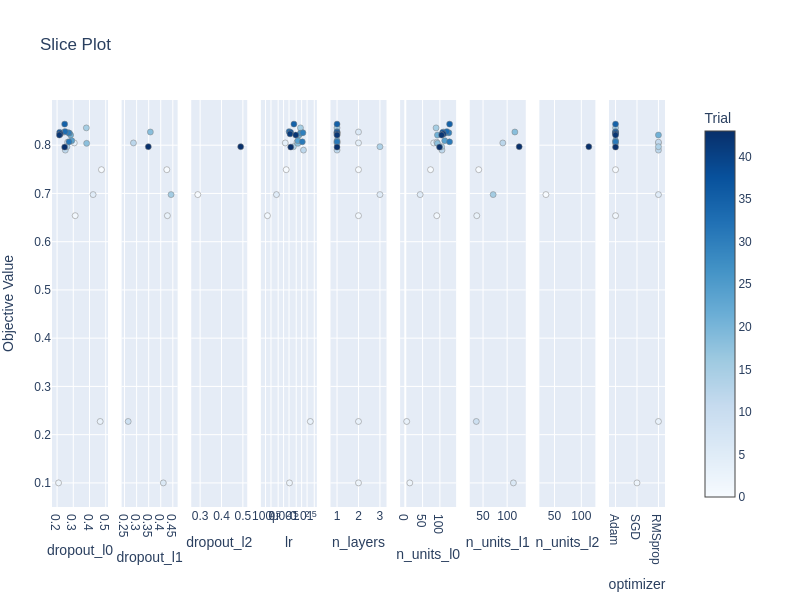 Slice Plot
Trial
Objective Value
0.8
0.7
0.6
0.5
0.4
0.3
0.2
0.1
40
35
30
25
20
15
10
5
0
0.2 0.3 0.4 0.5
0.25 0.3 0.35 0.4 0.45
0.3 0.4 0.5
1 2 3
0 50 100
50 100
50 100
Adam SGD RMSprop
dropout_l0 dropout_l1 dropout_l2 lr n_layers n_units_l0 n_units_l1 n_units_l2 optimizer